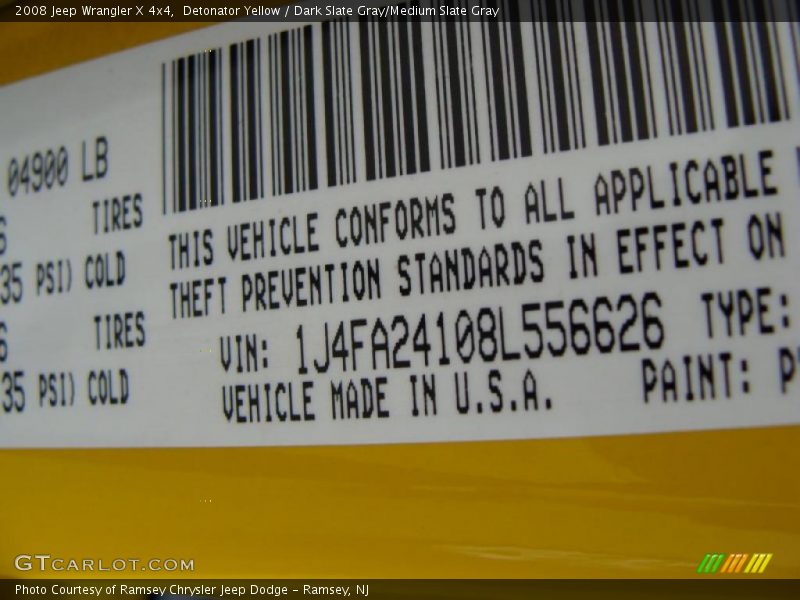 2008 Jeep Wrangler X 4x4, Detonator Yellow / Dark Slate Gray/Medium Slate Gray
04900 LB
TIRES
35 PSI) COLD
TIRES
35 PSI) COLD
THIS VEHICLE CONFORMS TO ALL APPLICABLE
THEFT PREVENTION STANDARDS IN EFFECT ON
VIN: 1J4FA24108L556626 TYPE:
VEHICLE MADE IN U.S.A. PAINT:
GTCARLOT.COM
Photo Courtesy of Ramsey Chrysler Jeep Dodge - Ramsey, NJ